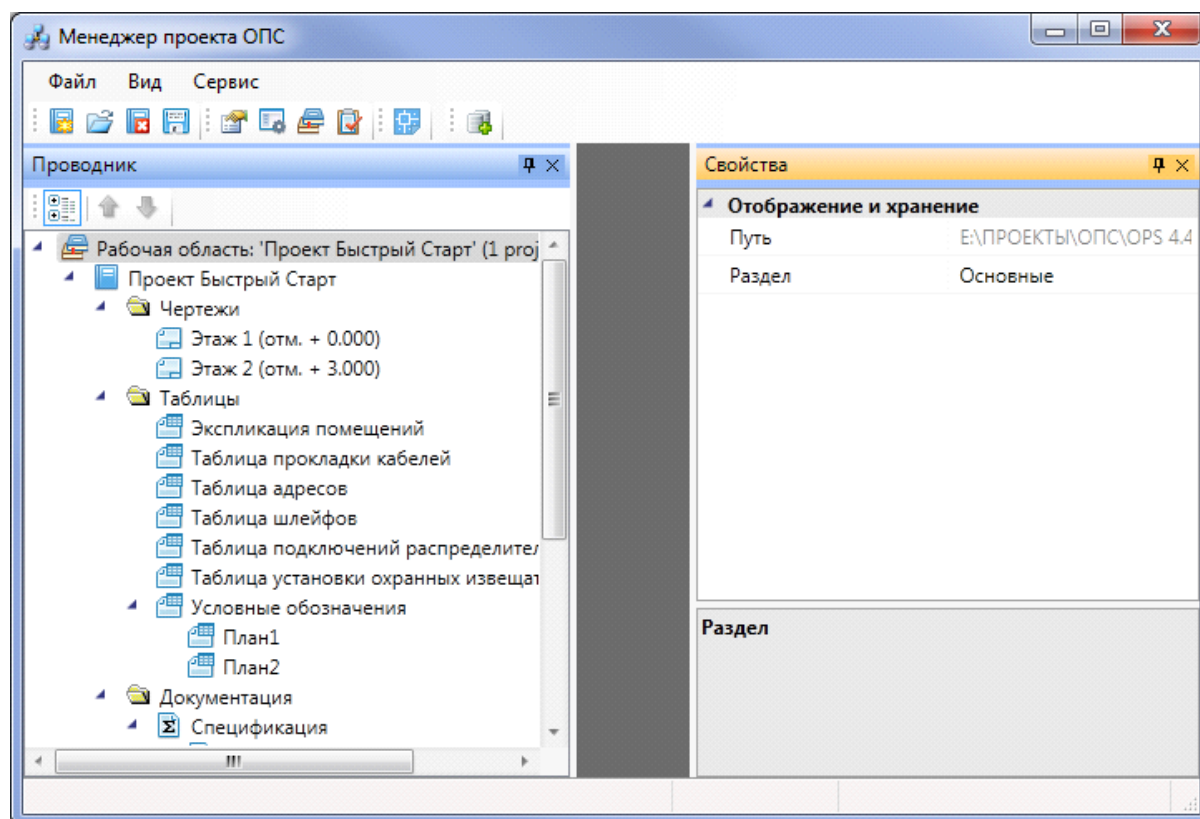 Менеджер проекта ОПС
Файл Вид Сервис
Проводник
Рабочая область: 'Проект Быстрый Старт' (1 proj
Проект Быстрый Старт
Чертежи
Этаж 1 (отм. + 0.000)
Этаж 2 (отм. + 3.000)
Таблицы
Экспликация помещений
Таблица прокладки кабелей
Таблица адресов
Таблица шлейфов
Таблица подключений распределител
Таблица установки охранных извещат
Условные обозначения
План1
План2
Документация
Спецификация
Свойства
Отображение и хранение
Путь E:\ПРОЕКТЫ\ОПС\OPS 4.4
Раздел Основные
Раздел